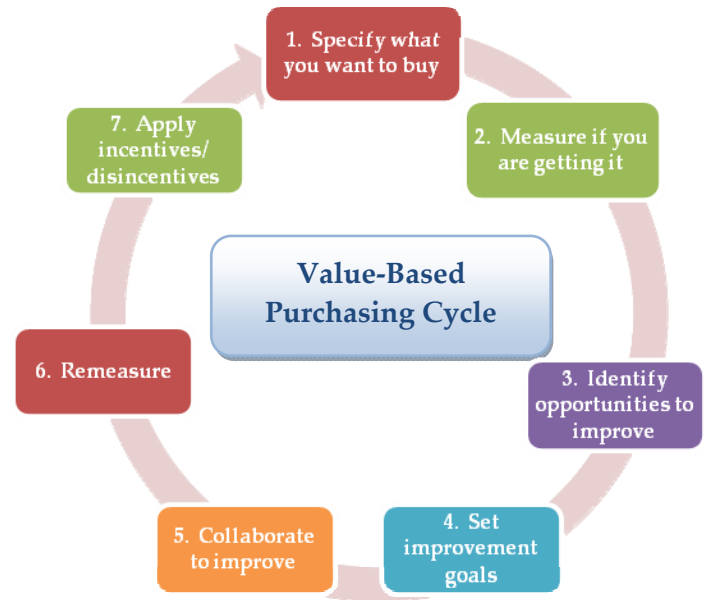 1. Specify what
you want to buy
2. Measure if you
are getting it
3. Identify
opportunities to
improve
4. Set
improvement
goals
5. Collaborate
to improve
6. Remeasure
7. Apply
incentives/
disincentives
Value-Based
Purchasing Cycle